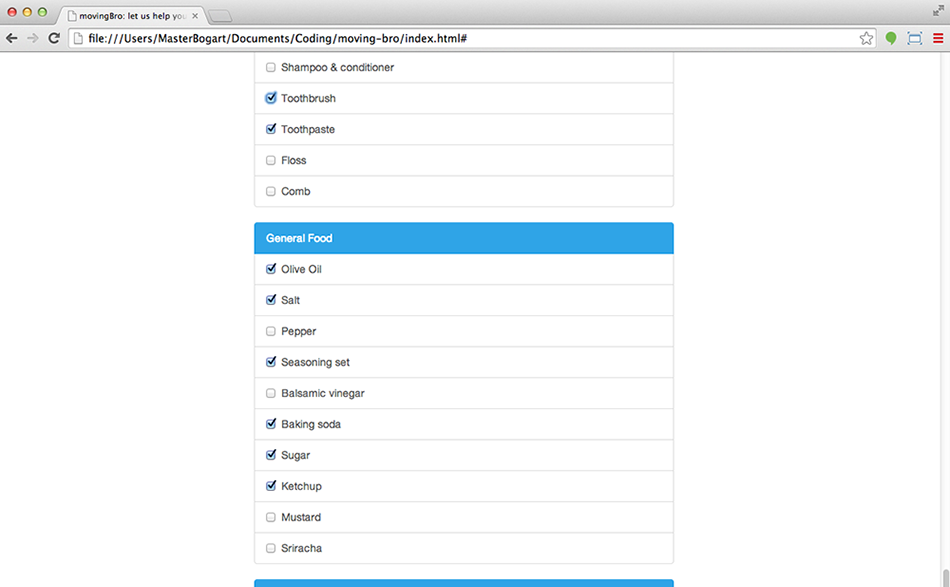 movingBro: let us help you
file:///Users/MasterBogart/Documents/Coding/moving-bro/index.html#
Shampoo & conditioner
Toothbrush
Toothpaste
Floss
Comb
General Food
Olive Oil
Salt
Pepper
Seasoning set
Balsamic vinegar
Baking soda
Sugar
Ketchup
Mustard
Sriracha